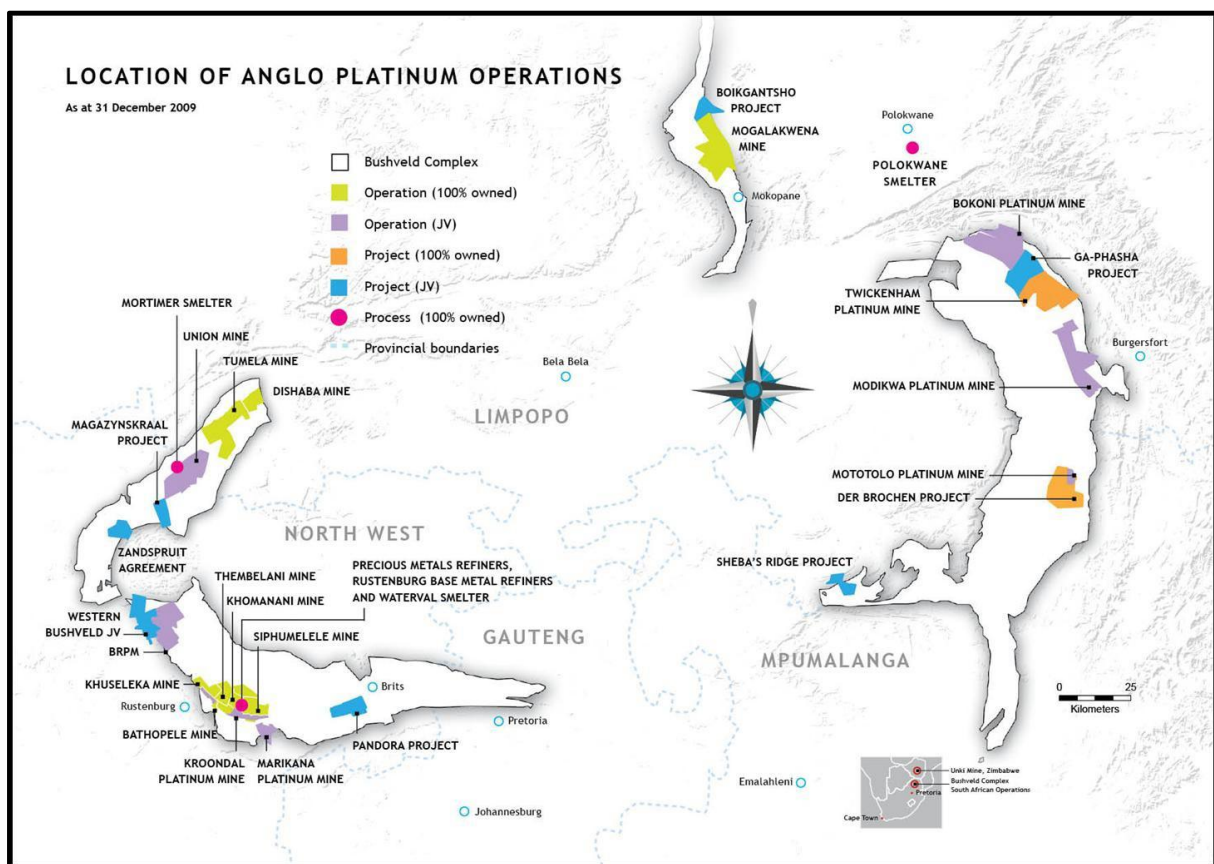 LOCATION OF ANGLO PLATINUM OPERATIONS
As at 31 December 2009
Bushveld Complex
Operation (100% owned)
Operation (JV)
Project (100% owned)
Project (JV)
Process (100% owned)
Provincial boundaries
BOIKGANTSHO
PROJECT
MOGALAKWENA
MINE
Mokopane
Polokwane
POLOKWANE
SMELTER
BOKONI PLATINUM MINE
GA-PHASHA
PROJECT
TWICKENHAM
PLATINUM MINE
Burgersfort
MODIKWA PLATINUM MINE
MOTOTOLO PLATINUM MINE
DER BROCHEN PROJECT
SHEBA'S RIDGE PROJECT
MORTIMER SMELTER
UNION MINE
TUMELA MINE
DISHABA MINE
MAGAZYNSKRAAL
PROJECT
Bela Bela
LIMPOPO
NORTH WEST
ZANDSPRUIT
AGREEMENT
THEMBELANI MINE
KHOMANANI MINE
PRECIOUS METALS REFINERS,
RUSTENBURG BASE METAL REFINERS
AND WATERVAL SMELTER
SIPHUMELELE MINE
WESTERN
BUSHVELD JV
BRPM
GAUTENG
MPUMALANGA
KHUSELEKA MINE
Rustenburg
Brits
Pretoria
BATHOPELE MINE
KROONDAL
PLATINUM MINE
MARIKANA
PLATINUM MINE
PANDORA PROJECT
Johannesburg
Emalahleni
0 25
Kilometers
Unki Mine, Zimbabwe
Bushveld Complex
South African Operations
Pretoria
Cape Town